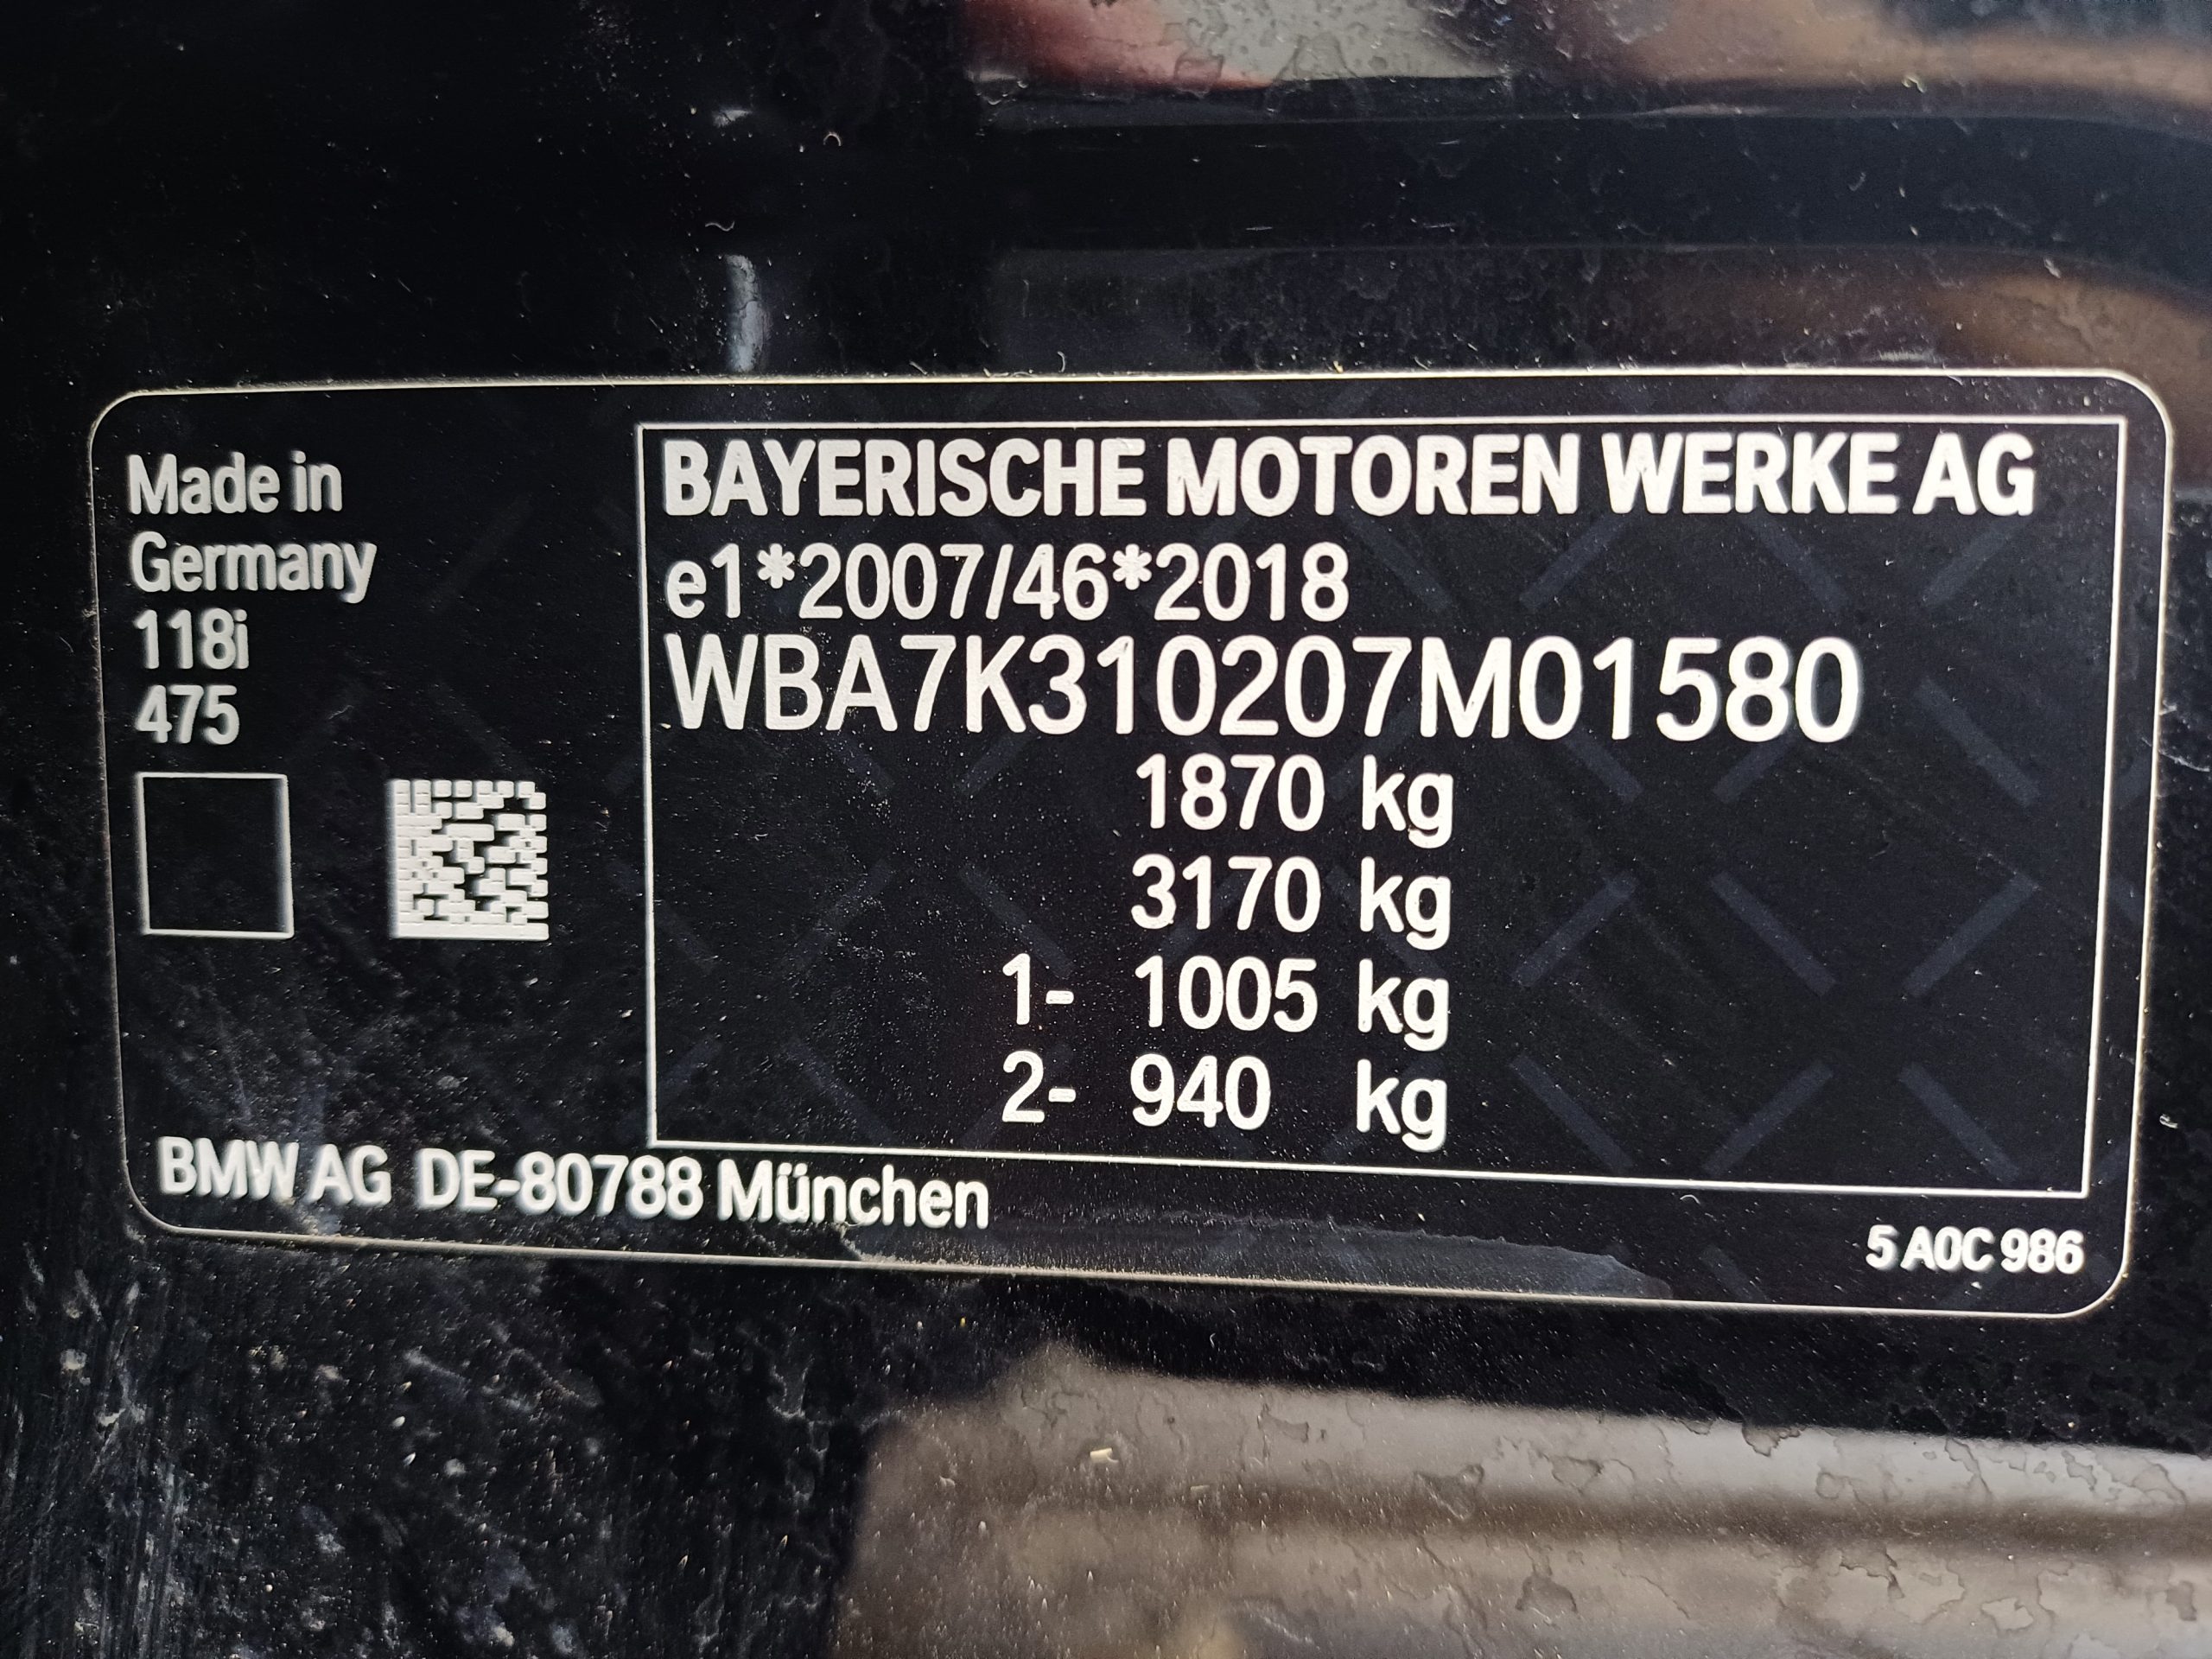 Made in
Germany
118i
475
BAYERISCHE MOTOREN WERKE AG
e1*2007/46*2018
WBA7K310207M01580
1870 kg
3170 kg
1- 1005 kg
2- 940 kg
BMW AG DE-80788 München
5 A0C 986